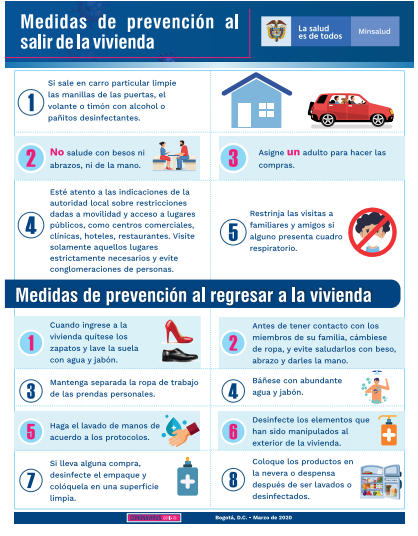 Medidas de prevención al
salir de la vivienda
La salud
es de todos
Minsalud
1
Si sale en carro particular limpie
las manillas de las puertas, el
volante o timón con alcohol o
pañitos desinfectantes.
2
No salude con besos ni
abrazos, ni de la mano.
3
Asigne un adulto para hacer las
compras.
4
Esté atento a las indicaciones de la
autoridad local sobre restricciones
dadas a movilidad y acceso a lugares
públicos, como centros comerciales,
clínicas, hoteles, restaurantes. Visite
solamente aquellos lugares
estrictamente necesarios y evite
conglomeraciones de personas.
5
Restrinja las visitas a
familiares y amigos si
alguno presenta cuadro
respiratorio.
Medidas de prevención al regresar a la vivienda
1
Cuando ingrese a la
vivienda quítese los
zapatos y lave la suela
con agua y jabón.
2
Antes de tener contacto con los
miembros de su familia, cámbiese
de ropa, y evite saludarlos con beso,
abrazo y darles la mano.
3
Mantenga separada la ropa de trabajo
de las prendas personales.
4
Báñese con abundante
agua y jabón.
5
Haga el lavado de manos de
acuerdo a los protocolos.
6
Desinfecte los elementos que
han sido manipulados al
exterior de la vivienda.
7
Si lleva alguna compra,
desinfecte el empaque y
colóquela en una superficie
limpia.
8
Coloque los productos en
la nevera o despensa
después de ser lavados o
desinfectados.
Bogotá, D.C. - Marzo de 2020